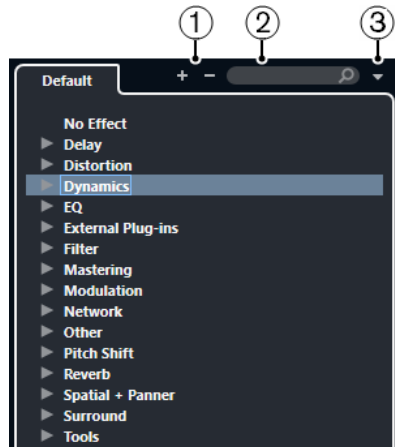 1 2 3
Default + -
No Effect
Delay
Distortion
Dynamics
EQ
External Plug-ins
Filter
Mastering
Modulation
Network
Other
Pitch Shift
Reverb
Spatial + Panner
Surround
Tools